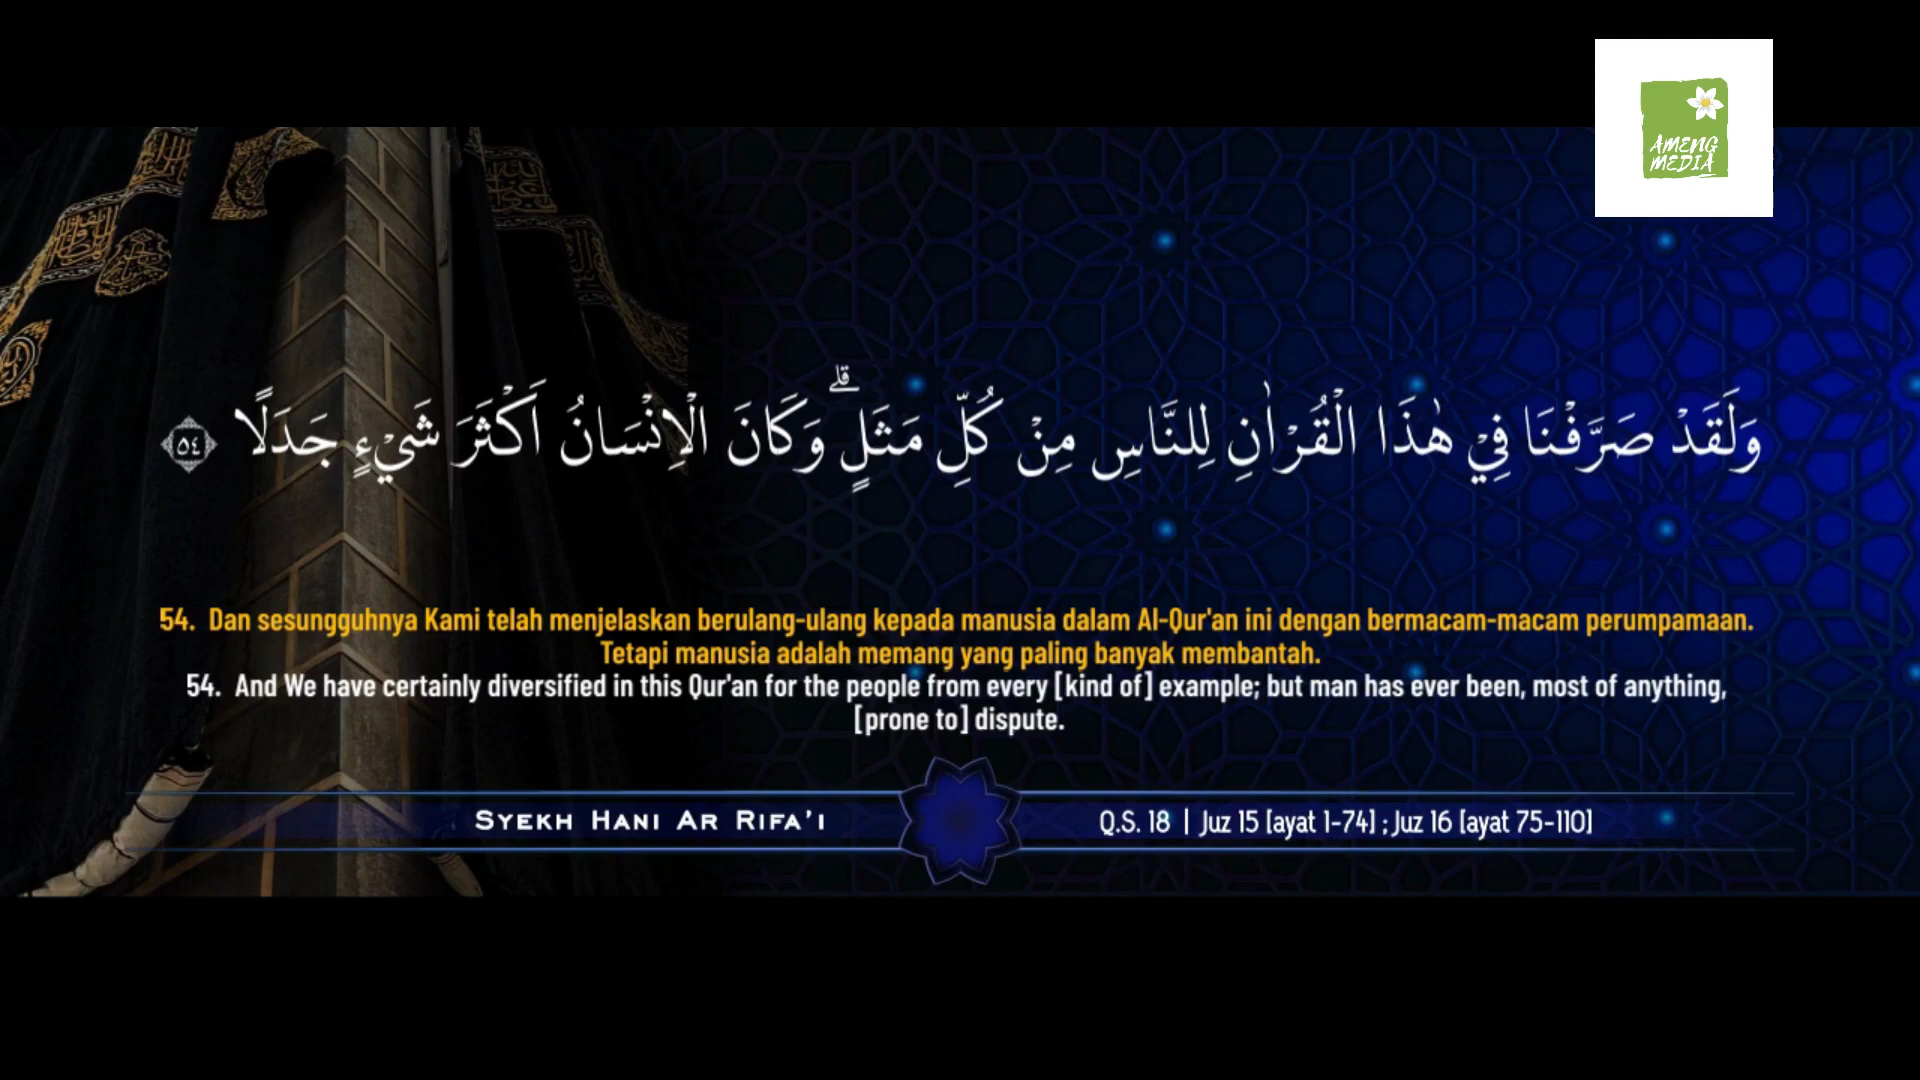 AMENG
MEDIA
وَلَقَدْ صَرَّفْنَا فِيْ هٰذَا الْقُرْاٰنِ لِلنَّاسِ مِنْ كُلِّ مَثَلٍۗ وَكَانَ الْاِنْسَانُ اَكْثَرَ شَيْءٍ جَدَلًا ٥٤
54. Dan sesungguhnya Kami telah menjelaskan berulang-ulang kepada manusia dalam Al-Qur'an ini dengan bermacam-macam perumpamaan.
Tetapi manusia adalah memang yang paling banyak membantah.
54. And We have certainly diversified in this Qur'an for the people from every [kind of] example; but man has ever been, most of anything,
[prone to] dispute.
Syekh Hani Ar Rifa'i
Q.S. 18 | Juz 15 [ayat 1-74] ; Juz 16 [ayat 75-110]